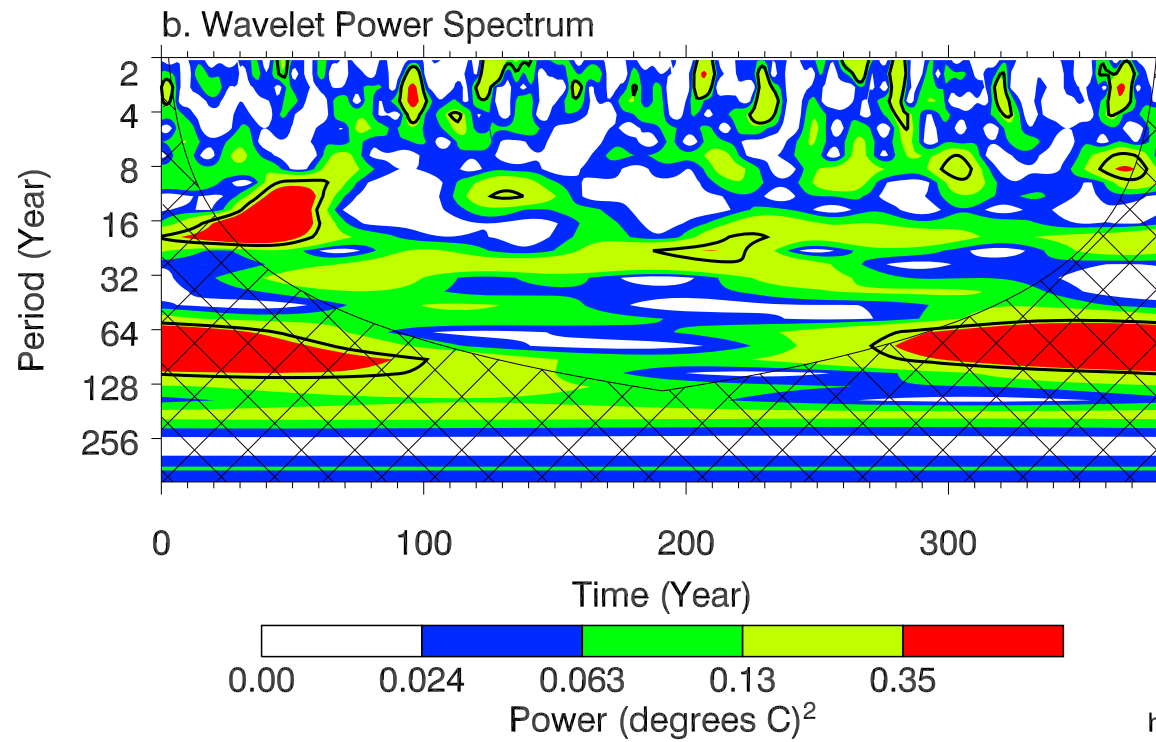 b. Wavelet Power Spectrum
2
4
8
16
32
64
128
256
Period (Year)
0 100 200 300
Time (Year)
0.00 0.024 0.063 0.13 0.35
Power (degrees C)²